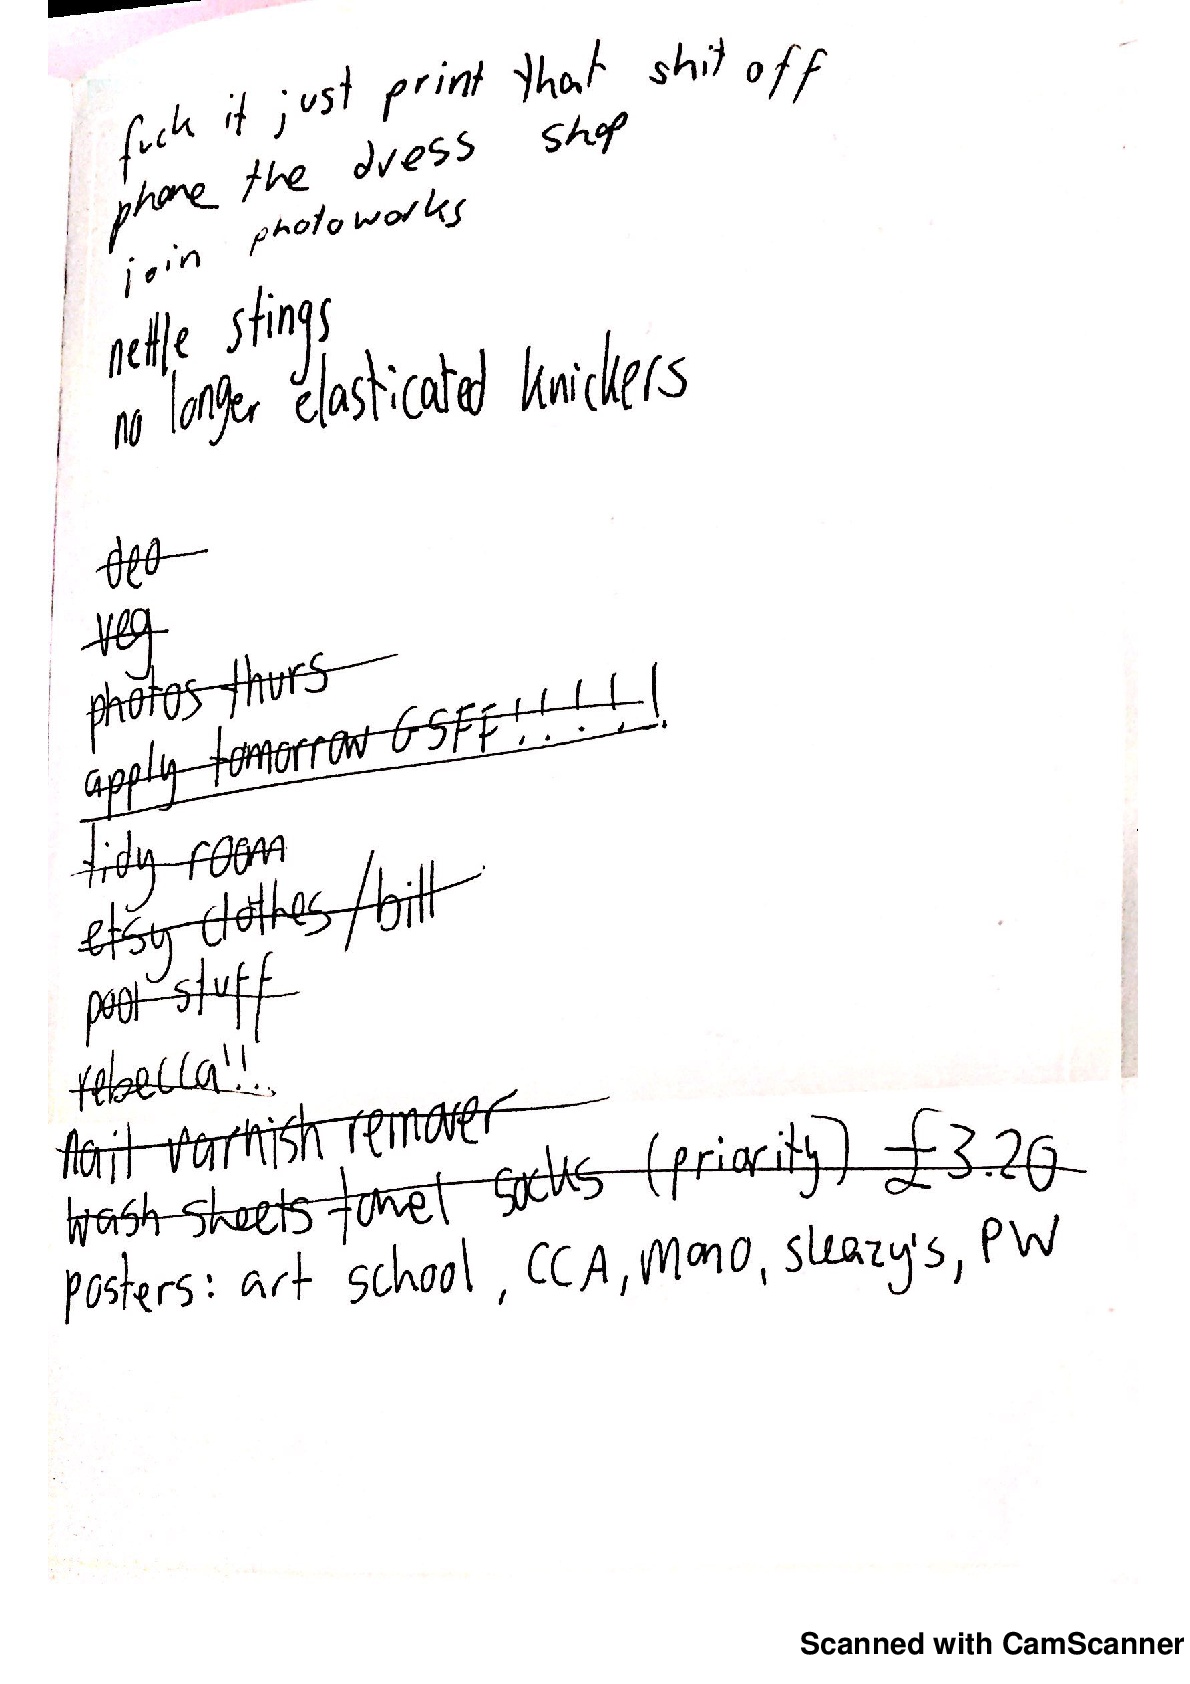 fuck it just print that shit off
phone the dress shop
join photoworks
nettle stings
no longer elasticated knickers
deo
veg
photos thurs
apply tomorrow GSFF!!!!!
tidy room
etsy clothes/bill
pool stuff
rebecca!!..
nail varnish remover
wash sheets towel socks (priority) £3.20
posters: art school, CCA, Mono, sleazy's, PW
Scanned with CamScanner